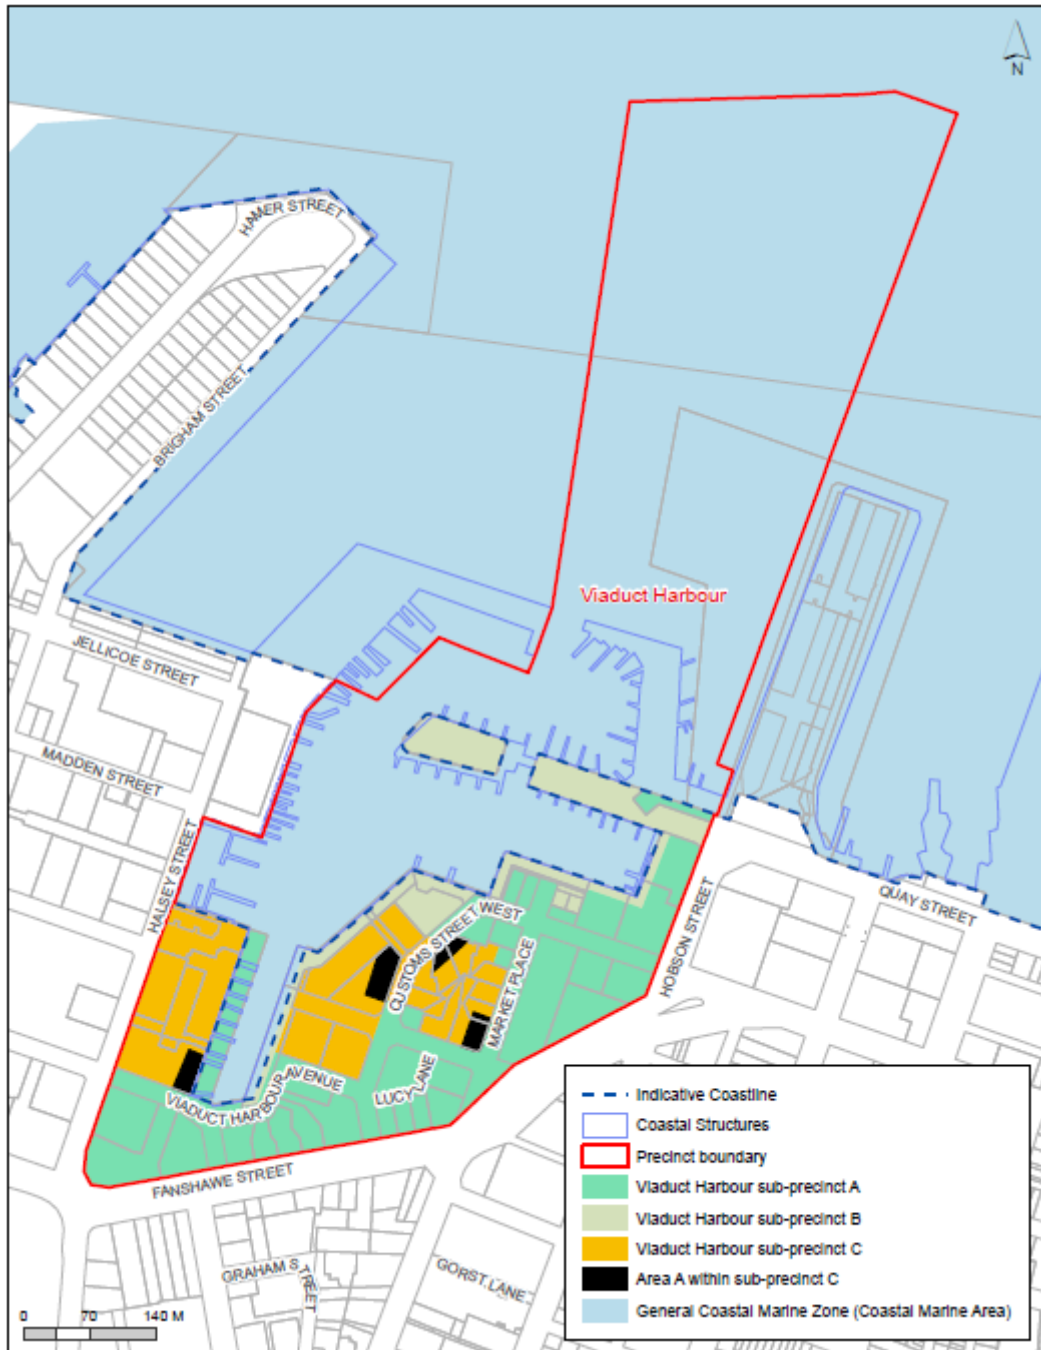 N
HAMER STREET
BRIGHAM STREET
Viaduct Harbour
JELLICOE STREET
MADDEN STREET
HALSEY STREET
QUAY STREET
CUSTOMS STREET WEST
HOBSON STREET
MARKET PLACE
VIADUCT HARBOUR AVENUE
LUCY LANE
FANSHAWE STREET
GRAHAM STREET
GORST LANE
Indicative Coastline
Coastal Structures
Precinct boundary
Viaduct Harbour sub-precinct A
Viaduct Harbour sub-precinct B
Viaduct Harbour sub-precinct C
Area A within sub-precinct C
General Coastal Marine Zone (Coastal Marine Area)
0 70 140 M